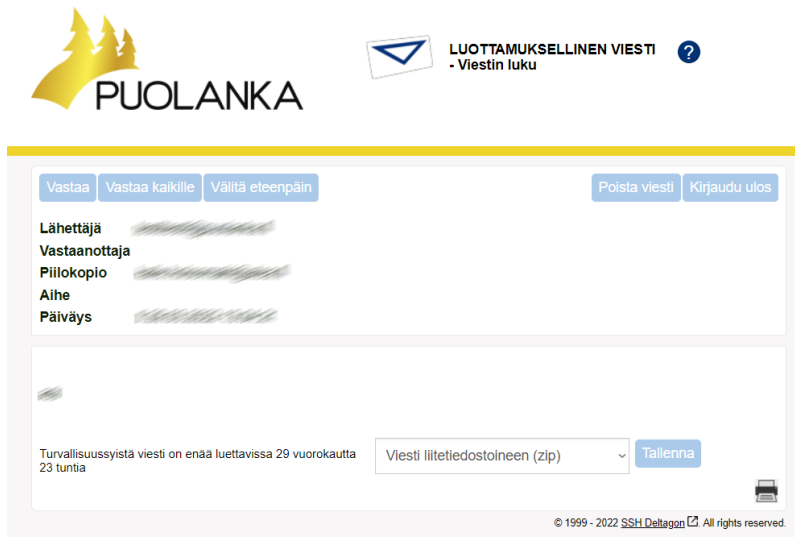 PUOLANKA
LUOTTAMUKSELLINEN VIESTI
- Viestin luku
?
Vastaa Vastaa kaikille Välitä eteenpäin Poista viesti Kirjaudu ulos
Lähettäjä
Vastaanottaja
Piilokopio
Aihe
Päiväys
Turvallisuussyistä viesti on enää luettavissa 29 vuorokautta
23 tuntia
Viesti liitetiedostoineen (zip) Tallenna
© 1999 - 2022 SSH Deltagon. All rights reserved.